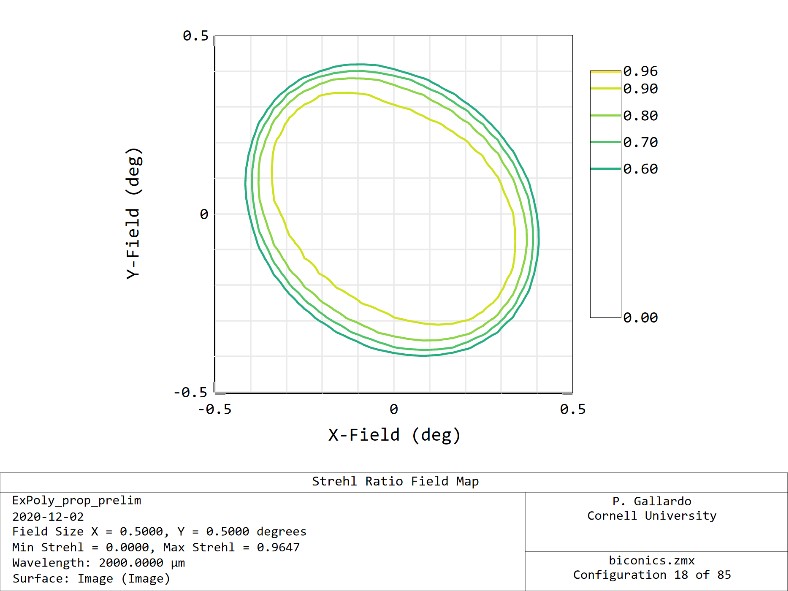 0.5
0
-0.5
Y-Field (deg)
-0.5
0
0.5
X-Field (deg)
0.96
0.90
0.80
0.70
0.60
0.00
Strehl Ratio Field Map
ExPoly_prop_prelim
2020-12-02
Field Size X = 0.5000, Y = 0.5000 degrees
Min Strehl = 0.0000, Max Strehl = 0.9647
Wavelength: 2000.0000 µm
Surface: Image (Image)
P. Gallardo
Cornell University
biconics.zmx
Configuration 18 of 85